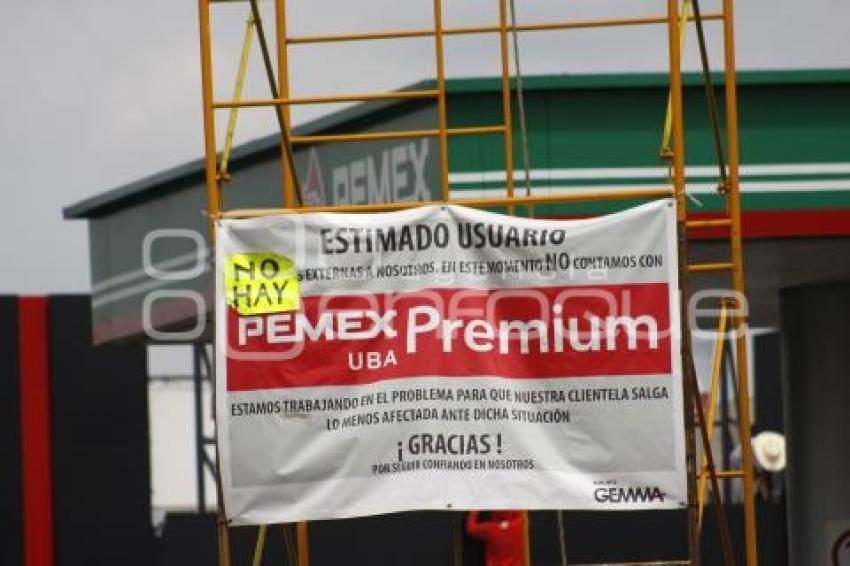 PEMEX
ESTIMADO USUARIO
S EXTERNAS A NOSOTROS, EN ESTE MOMENTO NO CONTAMOS CON
NO
HAY
PEMEX Premium
UBA
ESTAMOS TRABAJANDO EN EL PROBLEMA PARA QUE NUESTRA CLIENTELA SALGA
LO MENOS AFECTADA ANTE DICHA SITUACIÓN
¡GRACIAS!
POR SEGUIR CONFIANDO EN NOSOTROS
GRUPO
GEMMA